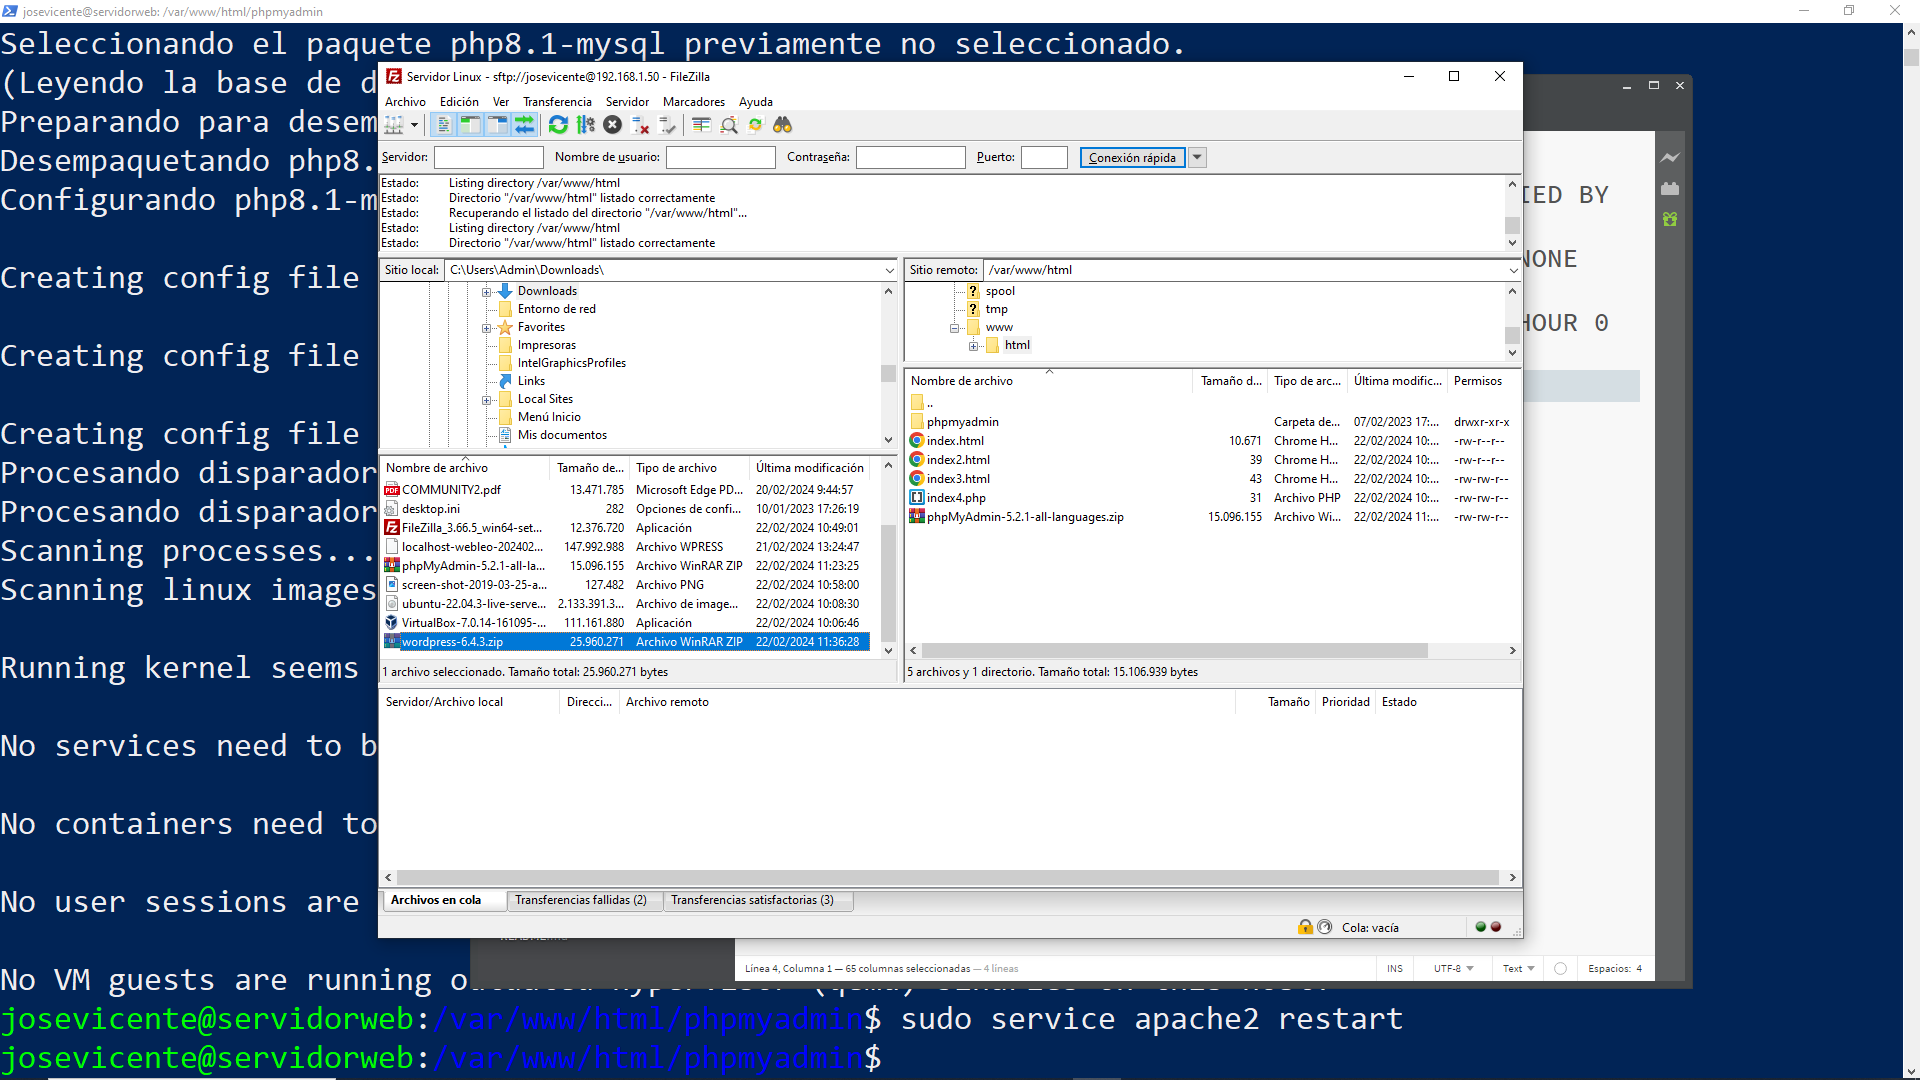 josevicente@servidorweb: /var/www/html/phpmyadmin
Seleccionando el paquete php8.1-mysql previamente no seleccionado.
(Leyendo la base de d
Preparando para desem
Desempaquetando php8.
Configurando php8.1-m
Creating config file
Creating config file
Creating config file
Procesando disparador
Procesando disparador
Scanning processes...
Scanning linux images
Running kernel seems
No services need to b
No containers need to
No user sessions are
No VM guests are running
josevicente@servidorweb:/var/www/html/phpmyadmin$ sudo service apache2 restart
josevicente@servidorweb:/var/www/html/phpmyadmin$
Servidor Linux - sftp://josevicente@192.168.1.50 - FileZilla
Archivo Edición Ver Transferencia Servidor Marcadores Ayuda
Servidor: Nombre de usuario: Contraseña: Puerto: Conexión rápida
Estado: Listing directory /var/www/html
Estado: Directorio "/var/www/html" listado correctamente
Estado: Recuperando el listado del directorio "/var/www/html"...
Estado: Listing directory /var/www/html
Estado: Directorio "/var/www/html" listado correctamente
Sitio local: C:\Users\Admin\Downloads\
Downloads
Entorno de red
Favorites
Impresoras
IntelGraphicsProfiles
Links
Local Sites
Menú Inicio
Mis documentos
Nombre de archivo Tamaño de... Tipo de archivo Última modificación
COMMUNITY2.pdf 13.471.785 Microsoft Edge PD... 20/02/2024 9:44:57
desktop.ini 282 Opciones de confi... 10/01/2023 17:26:19
FileZilla_3.66.5_win64-set... 12.376.720 Aplicación 22/02/2024 10:49:01
localhost-webleo-202402... 147.992.988 Archivo WPRESS 21/02/2024 13:24:47
phpMyAdmin-5.2.1-all-la... 15.096.155 Archivo WinRAR ZIP 22/02/2024 11:23:25
screen-shot-2019-03-25-a... 127.482 Archivo PNG 22/02/2024 10:58:00
ubuntu-22.04.3-live-serve... 2.133.391.3... Archivo de image... 22/02/2024 10:08:30
VirtualBox-7.0.14-161095-... 111.161.880 Aplicación 22/02/2024 10:06:46
wordpress-6.4.3.zip 25.960.271 Archivo WinRAR ZIP 22/02/2024 11:36:28
1 archivo seleccionado. Tamaño total: 25.960.271 bytes
Sitio remoto: /var/www/html
spool
tmp
www
html
Nombre de archivo Tamaño d... Tipo de arc... Última modific... Permisos
..
phpmyadmin Carpeta de... 07/02/2023 17:... drwxr-xr-x
index.html 10.671 Chrome H... 22/02/2024 10:... -rw-r--r--
index2.html 39 Chrome H... 22/02/2024 10:... -rw-r--r--
index3.html 43 Chrome H... 22/02/2024 10:... -rw-rw-r--
index4.php 31 Archivo PHP 22/02/2024 10:... -rw-rw-r--
phpMyAdmin-5.2.1-all-languages.zip 15.096.155 Archivo Wi... 22/02/2024 11:... -rw-rw-r--
5 archivos y 1 directorio. Tamaño total: 15.106.939 bytes
Servidor/Archivo local Direcci... Archivo remoto Tamaño Prioridad Estado
Archivos en cola Transferencias fallidas (2) Transferencias satisfactorias (3)
Cola: vacía
IED BY
NONE
HOUR 0
Línea 4, Columna 1 — 65 columnas seleccionadas — 4 líneas
INS UTF-8 Text Espacios: 4